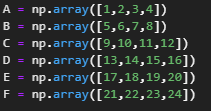 A = np.array([1,2,3,4])
B = np.array([5,6,7,8])
C = np.array([9,10,11,12])
D = np.array([13,14,15,16])
E = np.array([17,18,19,20])
F = np.array([21,22,23,24])